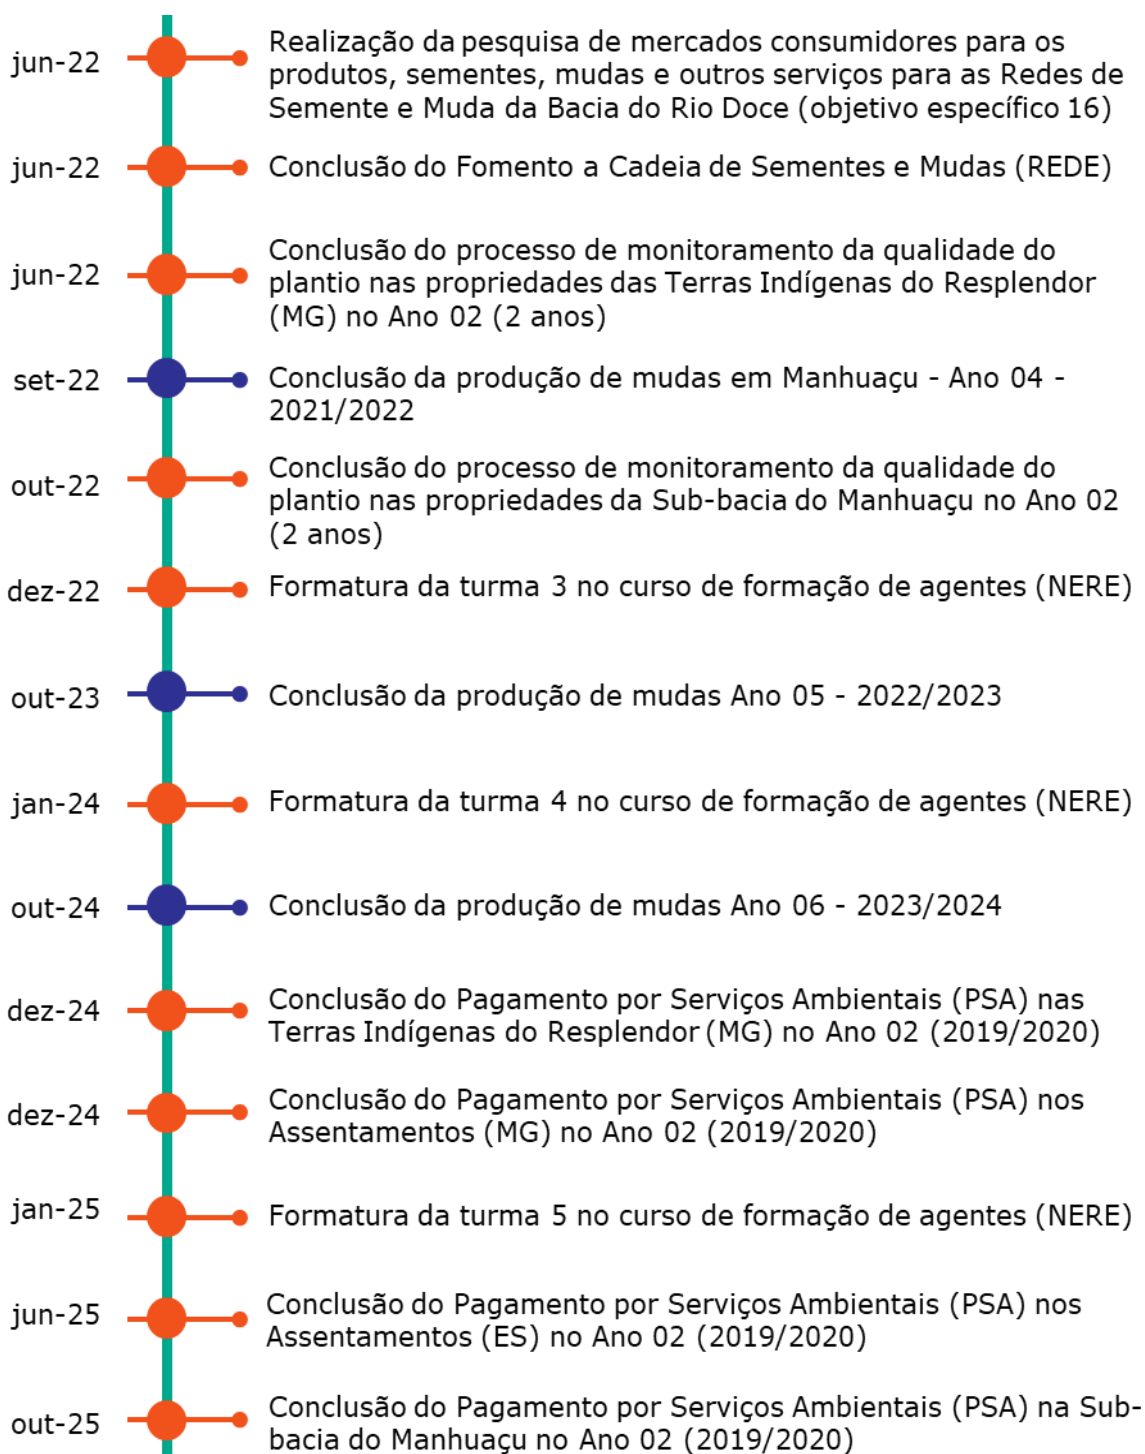 jun-22
Realização da pesquisa de mercados consumidores para os
produtos, sementes, mudas e outros serviços para as Redes de
Semente e Muda da Bacia do Rio Doce (objetivo específico 16)
jun-22
Conclusão do Fomento a Cadeia de Sementes e Mudas (REDE)
jun-22
Conclusão do processo de monitoramento da qualidade do
plantio nas propriedades das Terras Indígenas do Resplendor
(MG) no Ano 02 (2 anos)
set-22
Conclusão da produção de mudas em Manhuaçu - Ano 04 -
2021/2022
out-22
Conclusão do processo de monitoramento da qualidade do
plantio nas propriedades da Sub-bacia do Manhuaçu no Ano 02
(2 anos)
dez-22
Formatura da turma 3 no curso de formação de agentes (NERE)
out-23
Conclusão da produção de mudas Ano 05 - 2022/2023
jan-24
Formatura da turma 4 no curso de formação de agentes (NERE)
out-24
Conclusão da produção de mudas Ano 06 - 2023/2024
dez-24
Conclusão do Pagamento por Serviços Ambientais (PSA) nas
Terras Indígenas do Resplendor (MG) no Ano 02 (2019/2020)
dez-24
Conclusão do Pagamento por Serviços Ambientais (PSA) nos
Assentamentos (MG) no Ano 02 (2019/2020)
jan-25
Formatura da turma 5 no curso de formação de agentes (NERE)
jun-25
Conclusão do Pagamento por Serviços Ambientais (PSA) nos
Assentamentos (ES) no Ano 02 (2019/2020)
out-25
Conclusão do Pagamento por Serviços Ambientais (PSA) na Sub-
bacia do Manhuaçu no Ano 02 (2019/2020)